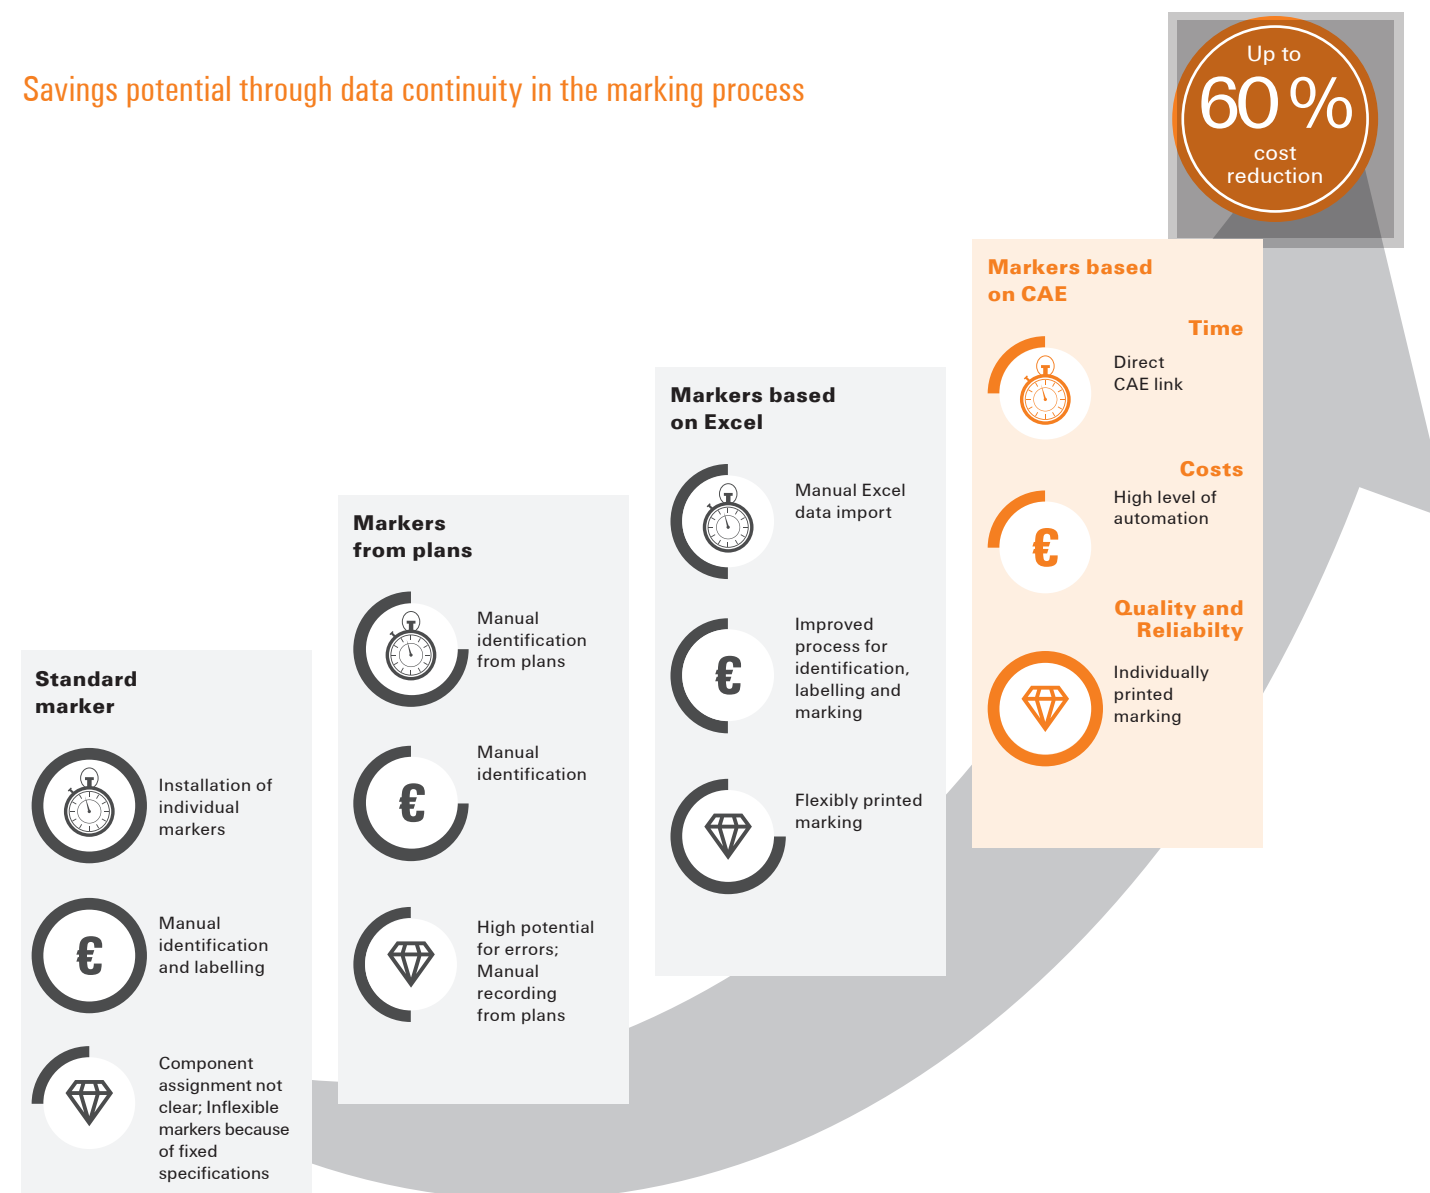 Savings potential through data continuity in the marking process
Up to
60 %
cost
reduction
Standard
marker
Installation of
individual
markers
€
Manual
identification
and labelling
Component
assignment not
clear; Inflexible
markers because
of fixed
specifications
Markers
from plans
Manual
identification
from plans
€
Manual
identification
High potential
for errors;
Manual
recording
from plans
Markers based
on Excel
Manual Excel
data import
€
Improved
process for
identification,
labelling and
marking
Flexibly printed
marking
Markers based
on CAE
Time
Direct
CAE link
Costs
€
High level of
automation
Quality and
Reliabilty
Individually
printed
marking